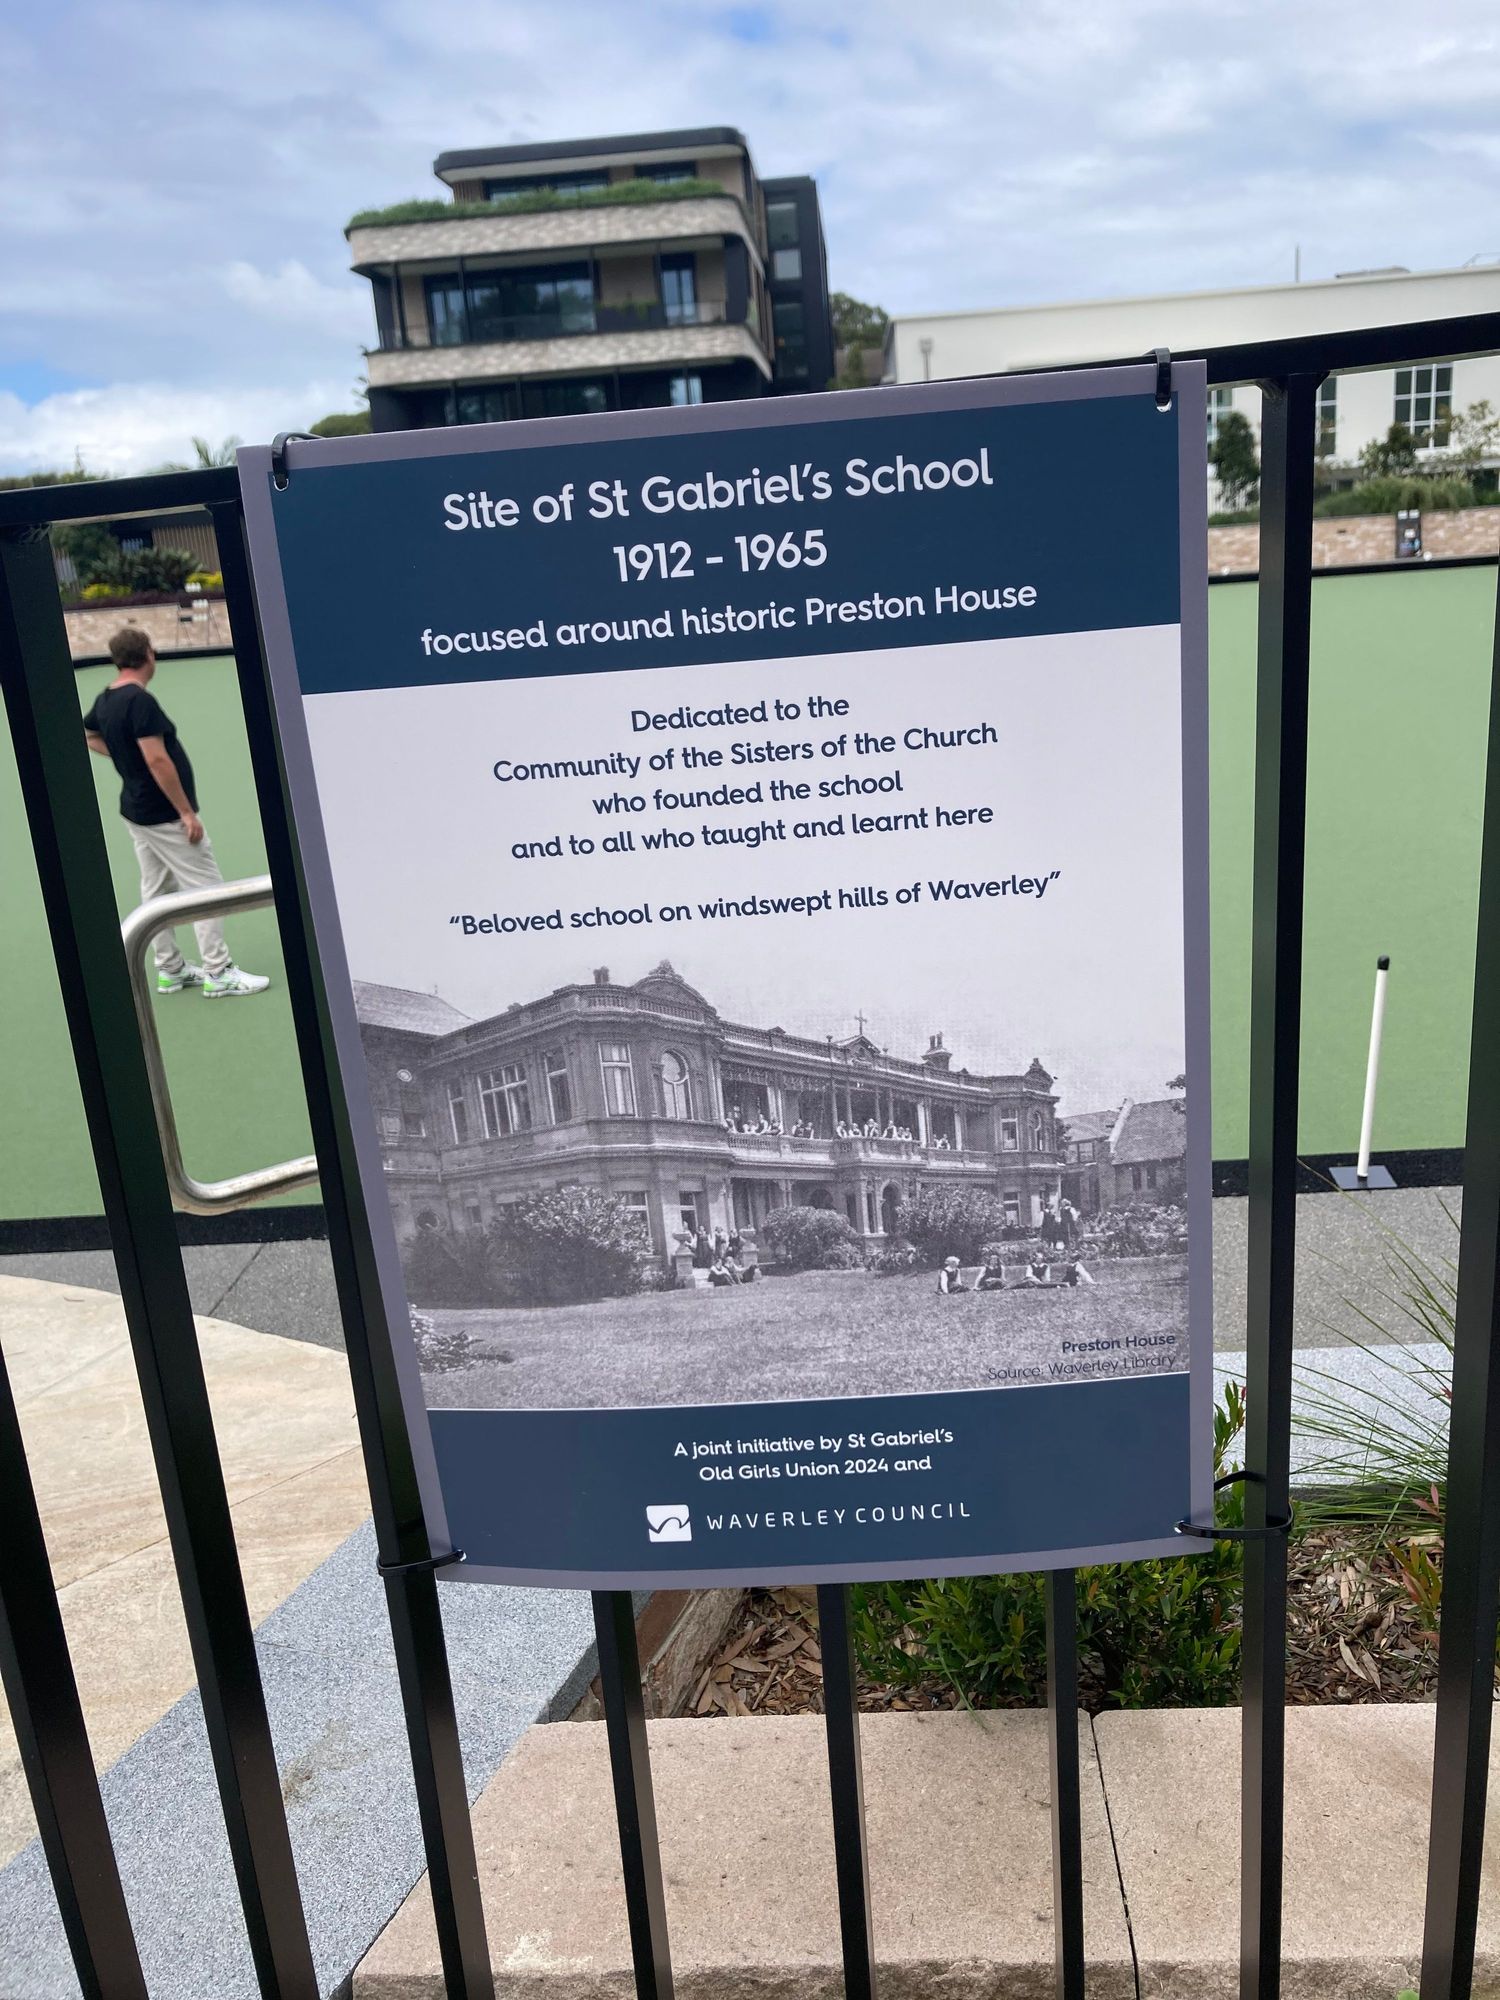 Site of St Gabriel's School
1912 - 1965
focused around historic Preston House
Dedicated to the
Community of the Sisters of the Church
who founded the school
and to all who taught and learnt here
“Beloved school on windswept hills of Waverley”
Preston House
Source: Waverley Library
A joint initiative by St Gabriel's
Old Girls Union 2024 and
WAVERLEY COUNCIL